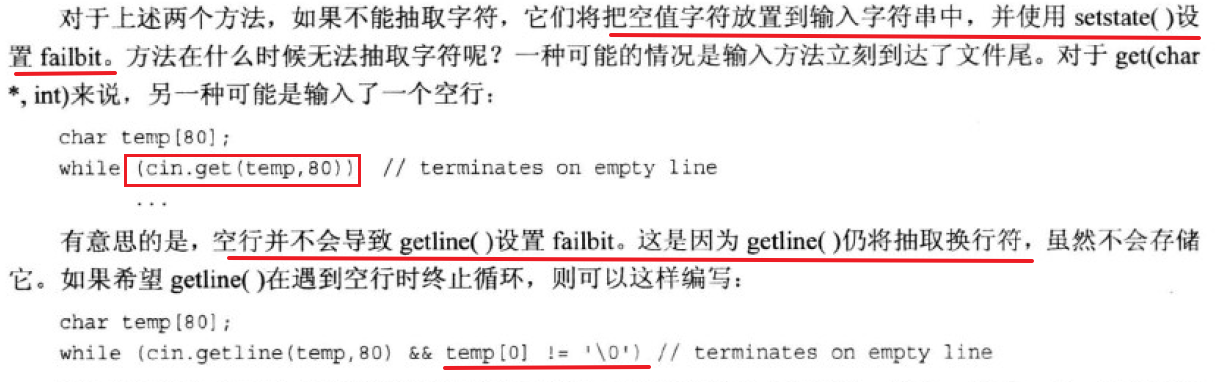 对于上述两个方法，如果不能抽取字符，它们将把空值字符放置到输入字符串中，并使用 setstate( )设
置 failbit。方法在什么时候无法抽取字符呢？一种可能的情况是输入方法立刻到达了文件尾。对于 get(char
*, int)来说，另一种可能是输入了一个空行：
char temp[80];
while (cin.get(temp,80))  // terminates on empty line
...
有意思的是，空行并不会导致 getline( )设置 failbit。这是因为 getline( )仍将抽取换行符，虽然不会存储
它。如果希望 getline( )在遇到空行时终止循环，则可以这样编写：
char temp[80];
while (cin.getline(temp,80) && temp[0] != '\0') // terminates on empty line